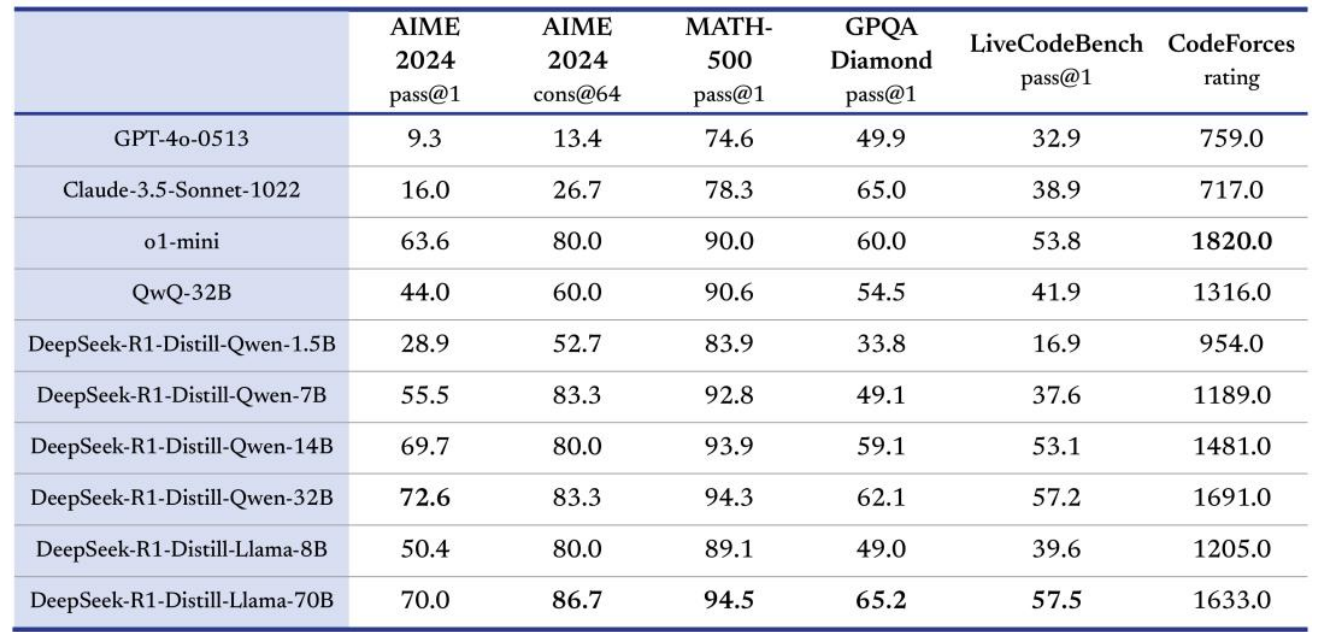 AIME 2024 pass@1 AIME 2024 cons@64 MATH-500 pass@1 GPQA Diamond pass@1 LiveCodeBench pass@1 CodeForces rating
GPT-4o-0513 9.3 13.4 74.6 49.9 32.9 759.0
Claude-3.5-Sonnet-1022 16.0 26.7 78.3 65.0 38.9 717.0
o1-mini 63.6 80.0 90.0 60.0 53.8 1820.0
QwQ-32B 44.0 60.0 90.6 54.5 41.9 1316.0
DeepSeek-R1-Distill-Qwen-1.5B 28.9 52.7 83.9 33.8 16.9 954.0
DeepSeek-R1-Distill-Qwen-7B 55.5 83.3 92.8 49.1 37.6 1189.0
DeepSeek-R1-Distill-Qwen-14B 69.7 80.0 93.9 59.1 53.1 1481.0
DeepSeek-R1-Distill-Qwen-32B 72.6 83.3 94.3 62.1 57.2 1691.0
DeepSeek-R1-Distill-Llama-8B 50.4 80.0 89.1 49.0 39.6 1205.0
DeepSeek-R1-Distill-Llama-70B 70.0 86.7 94.5 65.2 57.5 1633.0